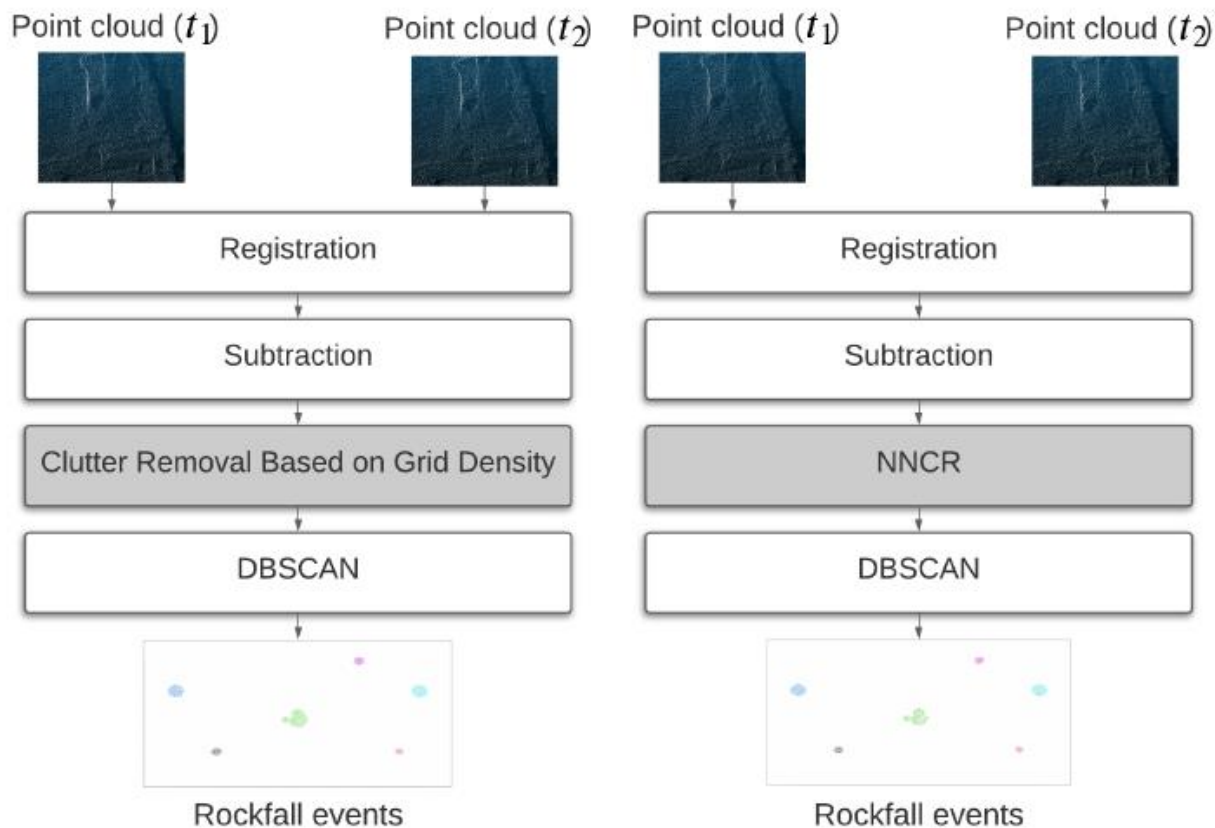 Point cloud (t1)
Point cloud (t2)
Registration
Subtraction
Clutter Removal Based on Grid Density
DBSCAN
Rockfall events
Point cloud (t1)
Point cloud (t2)
Registration
Subtraction
NNCR
DBSCAN
Rockfall events